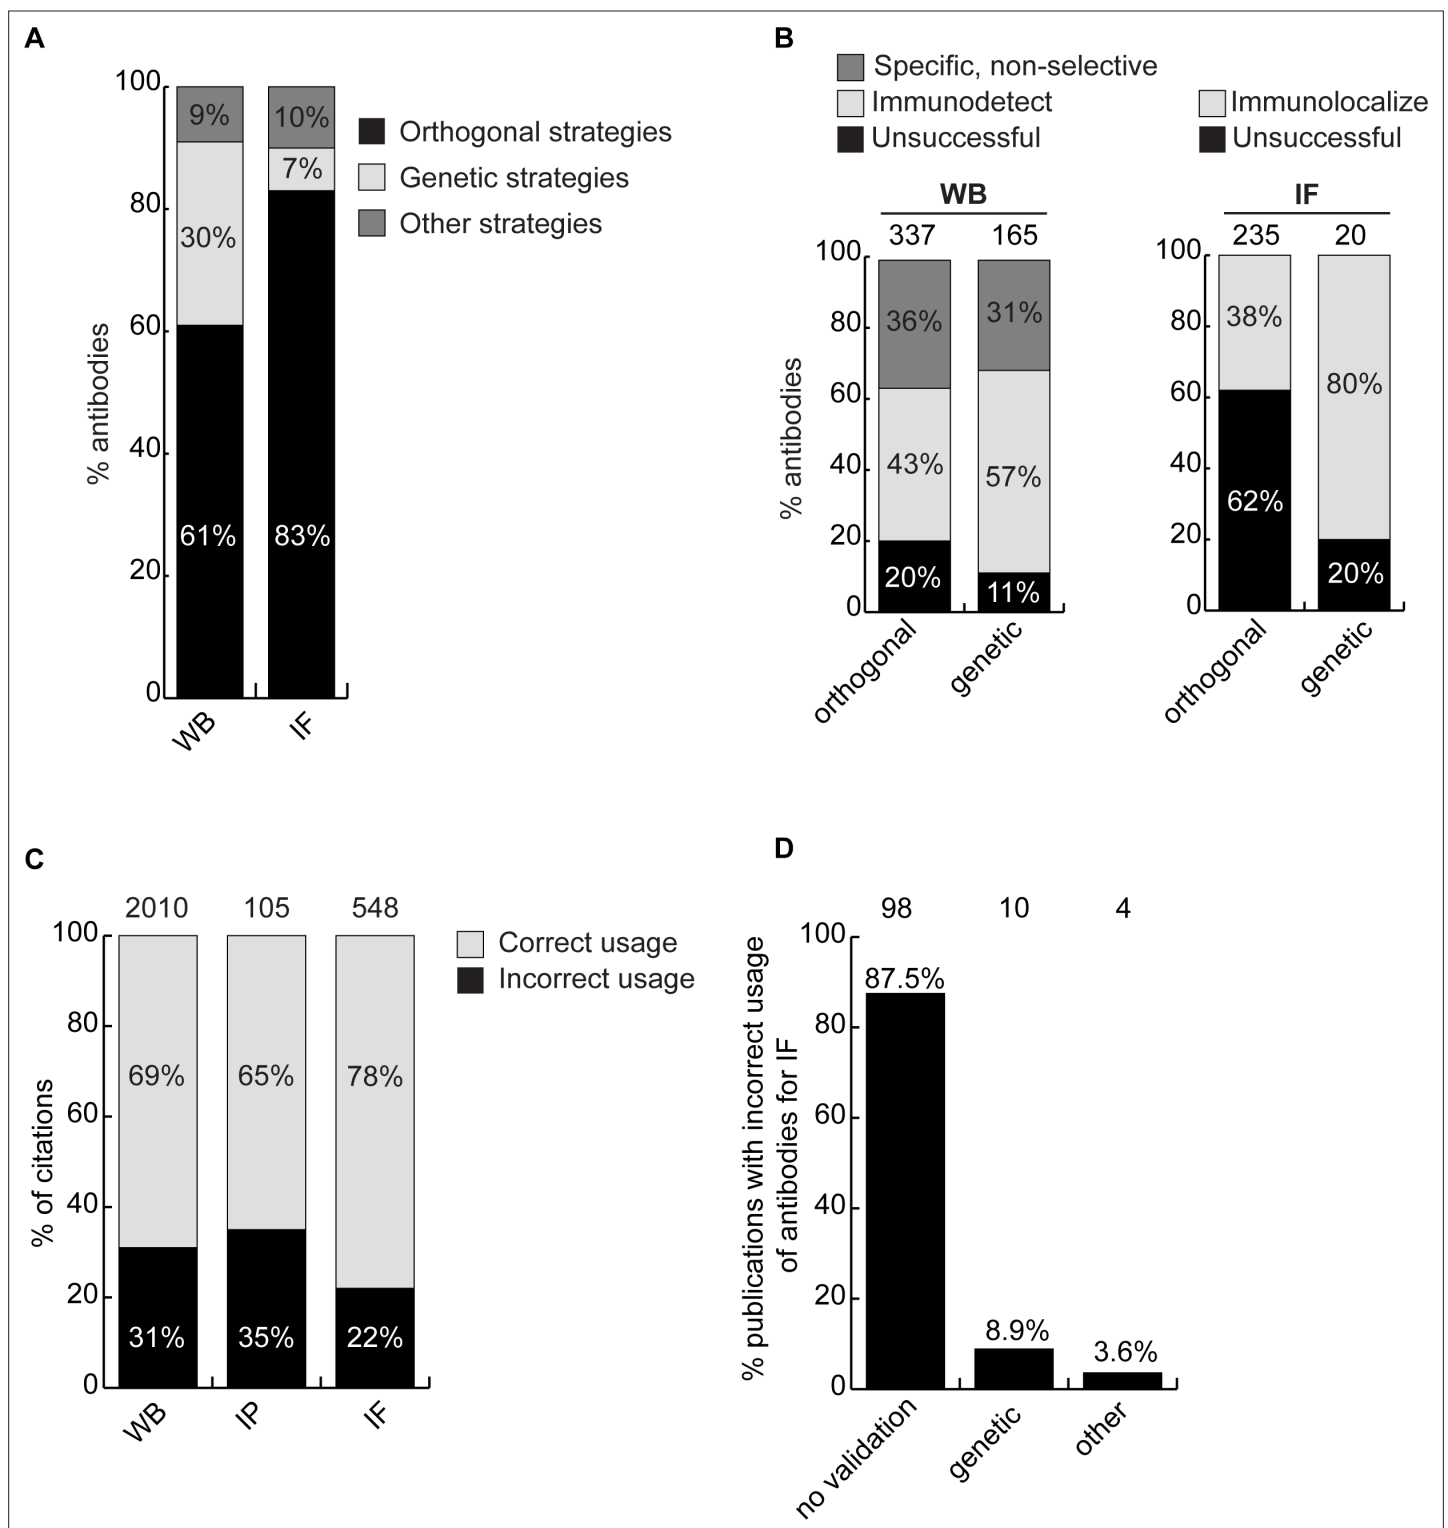 A
100
80
60
40
20
0
% antibodies
9%
30%
61%
10%
7%
83%
WB
IF
Orthogonal strategies
Genetic strategies
Other strategies
B
Specific, non-selective
Immunodetect
Unsuccessful
WB
337
165
100
80
60
40
20
0
% antibodies
36%
43%
20%
31%
57%
11%
orthogonal
genetic
Immunolocalize
Unsuccessful
IF
235
20
100
80
60
40
20
0
38%
62%
80%
20%
orthogonal
genetic
C
2010
105
548
100
80
60
40
20
0
% of citations
69%
65%
78%
31%
35%
22%
WB
IP
IF
Correct usage
Incorrect usage
D
98
10
4
100
80
60
40
20
0
% publications with incorrect usage
of antibodies for IF
87.5%
8.9%
3.6%
no validation
genetic
other